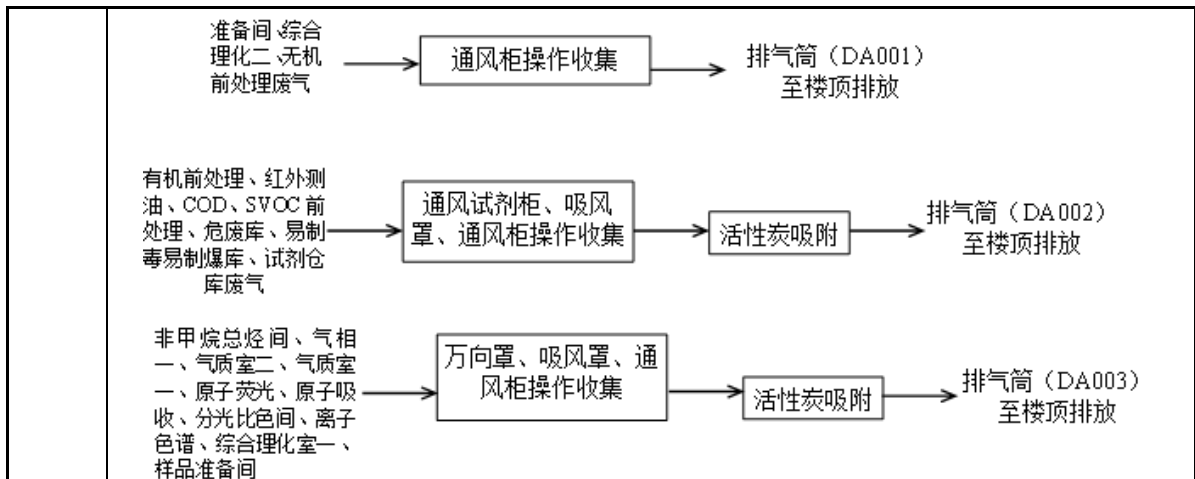 准备间、综合
理化二、无机
前处理废气
通风柜操作收集
排气筒（DA001）
至楼顶排放
有机前处理、红外测
油、COD、SVOC前
处理、危废库、易制
毒易制爆库、试剂仓
库废气
通风试剂柜、吸风
罩、通风柜操作收集
活性炭吸附
排气筒（DA002）
至楼顶排放
非甲烷总烃间、气相
一、气质室二、气质室
一、原子荧光、原子吸
收、分光比色间、离子
色谱、综合理化室一、
样品准备间
万向罩、吸风罩、通
风柜操作收集
活性炭吸附
排气筒（DA003）
至楼顶排放